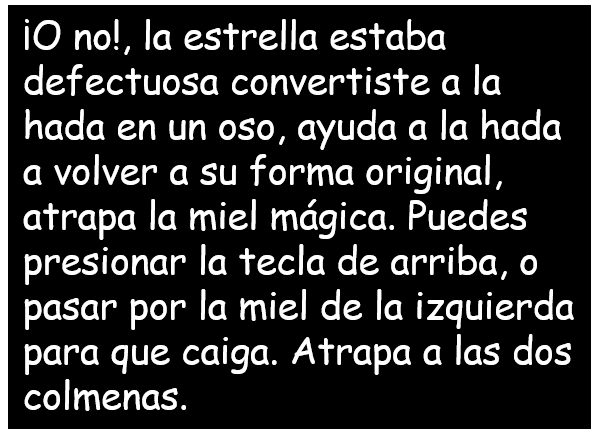 ¡O no!, la estrella estaba
defectuosa convertiste a la
hada en un oso, ayuda a la hada
a volver a su forma original,
atrapa la miel mágica. Puedes
presionar la tecla de arriba, o
pasar por la miel de la izquierda
para que caiga. Atrapa a las dos
colmenas.